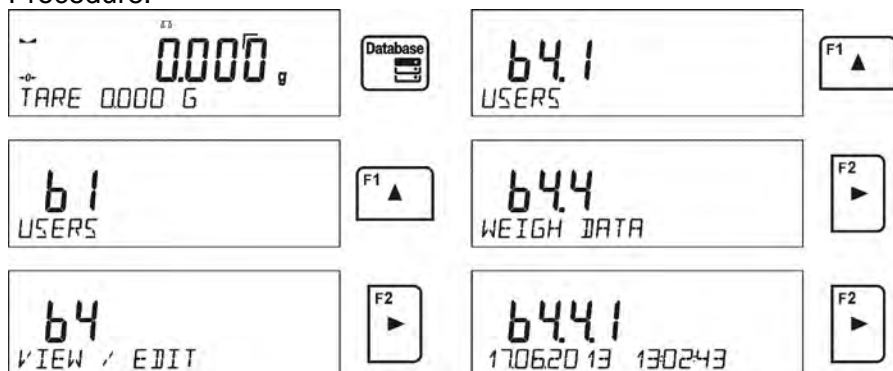 Procedure:
0.000 g
→0←
TARE 0.000 G
Database
b1
USERS
F1
b4
VIEW / EDIT
F2
b4.1
USERS
F1
b4.4
WEIGH DATA
F2
b4.4.1
17.06.2013 13:02:43
F2